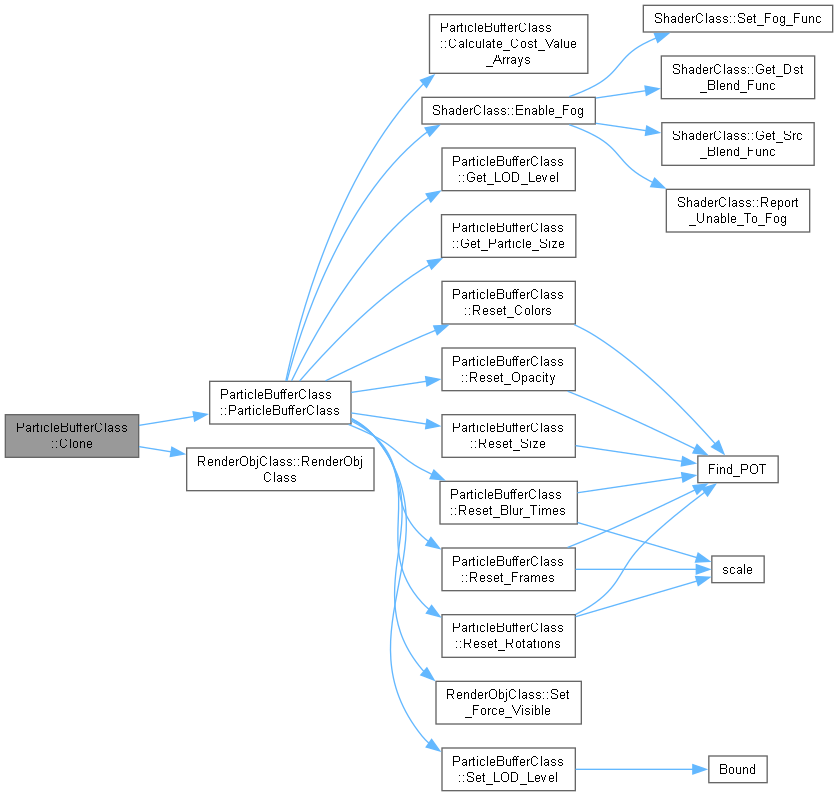 ParticleBufferClass
::Clone
ParticleBufferClass
::ParticleBufferClass
RenderObjClass::RenderObj
Class
ParticleBufferClass
::Calculate_Cost_Value
_Arrays
ShaderClass::Enable_Fog
ParticleBufferClass
::Get_LOD_Level
ParticleBufferClass
::Get_Particle_Size
ParticleBufferClass
::Reset_Colors
ParticleBufferClass
::Reset_Opacity
ParticleBufferClass
::Reset_Size
ParticleBufferClass
::Reset_Blur_Times
ParticleBufferClass
::Reset_Frames
ParticleBufferClass
::Reset_Rotations
RenderObjClass::Set
_Force_Visible
ParticleBufferClass
::Set_LOD_Level
ShaderClass::Set_Fog_Func
ShaderClass::Get_Dst
_Blend_Func
ShaderClass::Get_Src
_Blend_Func
ShaderClass::Report
_Unable_To_Fog
Find_POT
scale
Bound